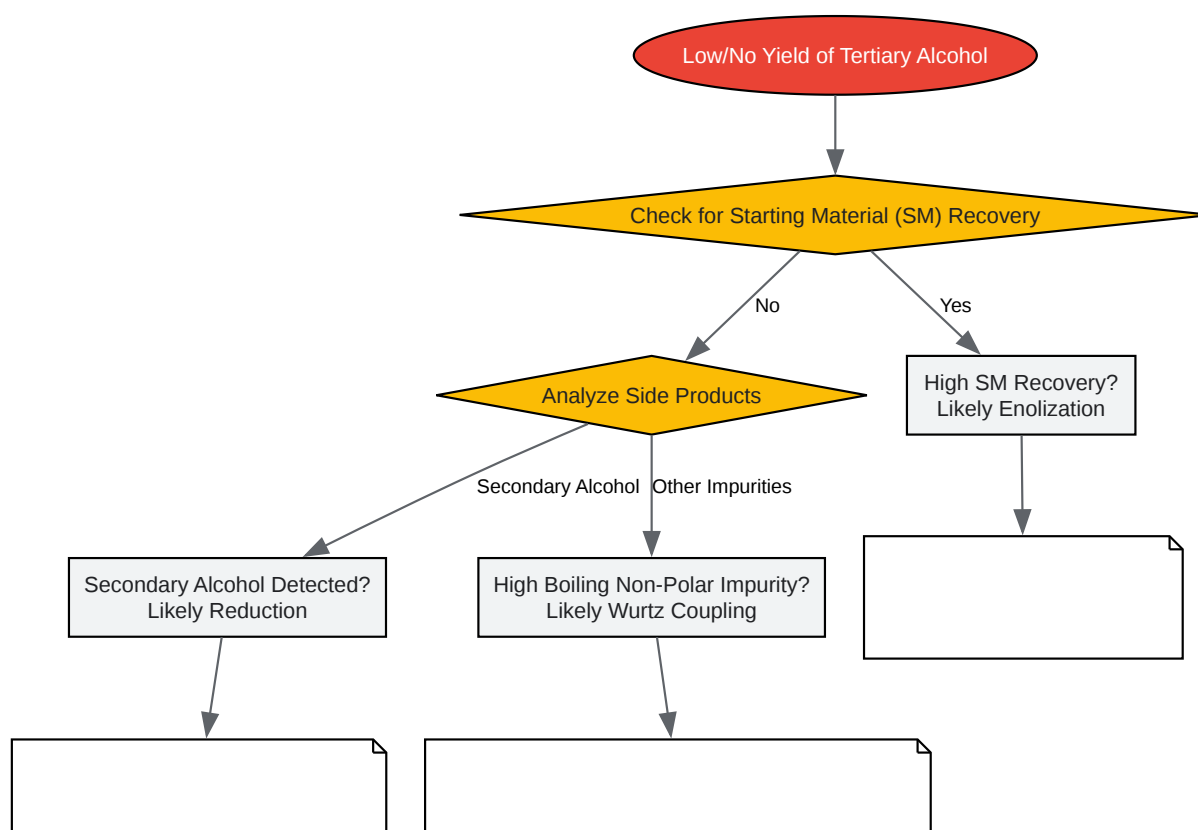 Low/No Yield of Tertiary Alcohol
Check for Starting Material (SM) Recovery
No
Yes
Analyze Side Products
High SM Recovery?
Likely Enolization
Secondary Alcohol
Other Impurities
Secondary Alcohol Detected?
Likely Reduction
High Boiling Non-Polar Impurity?
Likely Wurtz Coupling